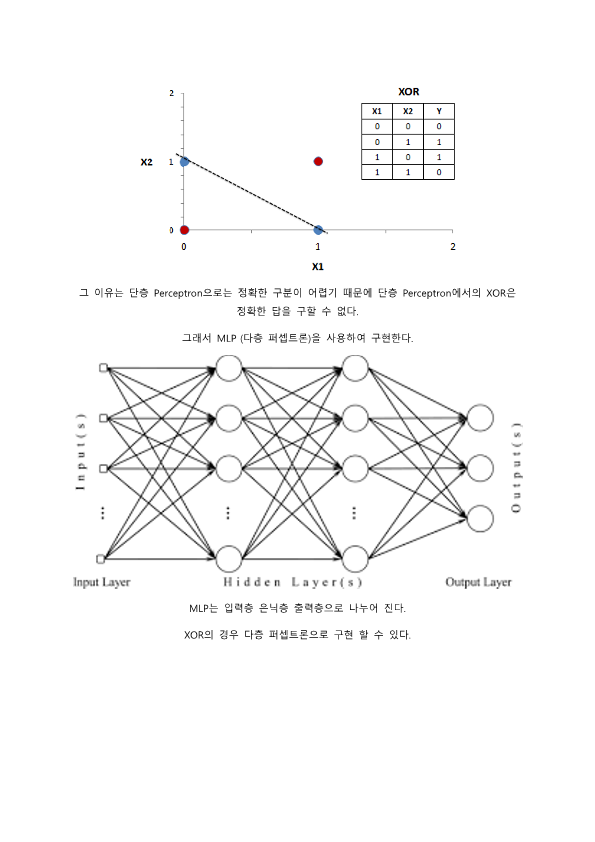 XOR
X1 X2 Y
0 0 0
0 1 1
1 0 1
1 1 0
2
X2 1
0
0 1 2
X1
그 이유는 단층 Perceptron으로는 정확한 구분이 어렵기 때문에 단층 Perceptron에서의 XOR은
정확한 답을 구할 수 없다.
그래서 MLP (다층 퍼셉트론)을 사용하여 구현한다.
Input(s)
Output(s)
Input Layer Hidden Layer(s) Output Layer
MLP는 입력층 은닉층 출력층으로 나누어 진다.
XOR의 경우 다층 퍼셉트론으로 구현 할 수 있다.